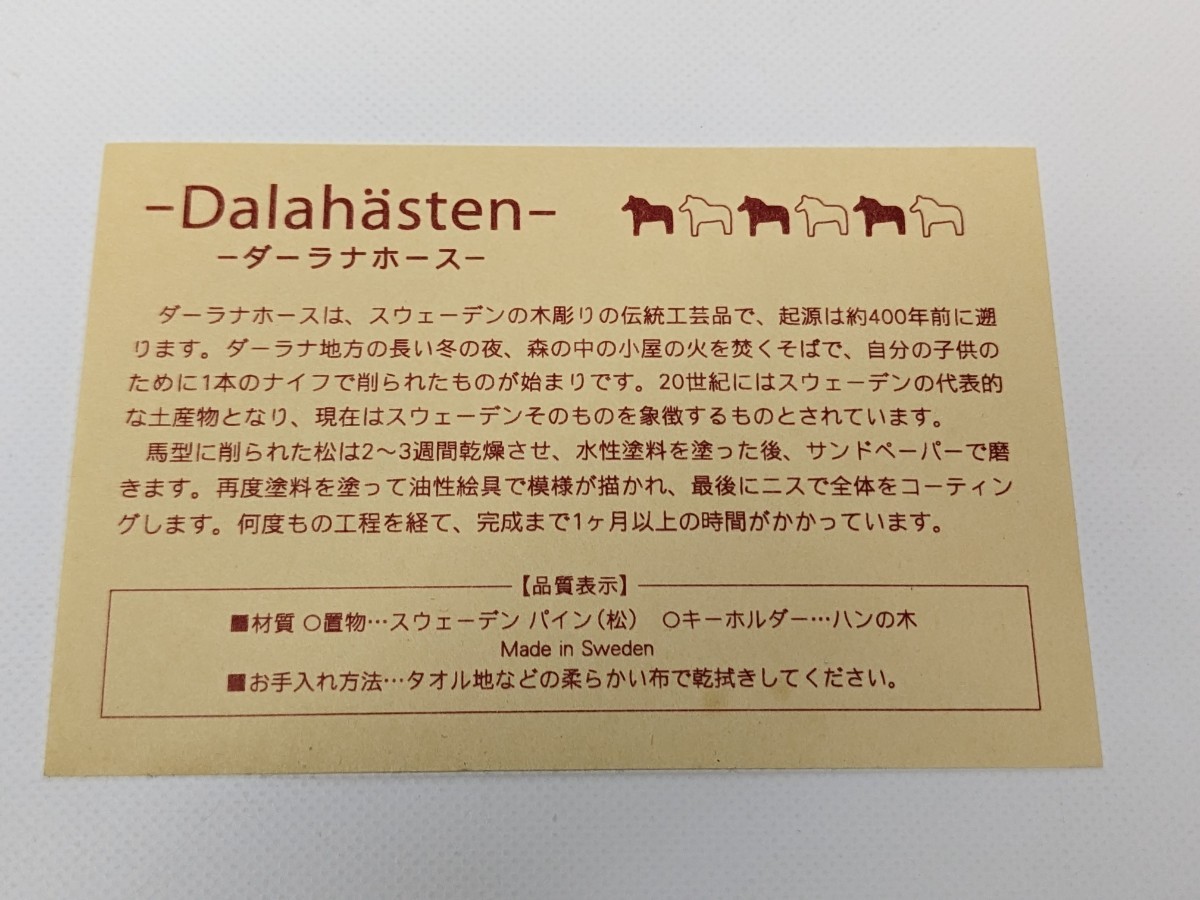 -Dalahästen-
-ダーラナホース-
ダーラナホースは、スウェーデンの木彫りの伝統工芸品で、起源は約400年前に遡
ります。ダーラナ地方の長い冬の夜、森の中の小屋の火を焚くそばで、自分の子供の
ために1本のナイフで削られたものが始まりです。20世紀にはスウェーデンの代表的
な土産物となり、現在はスウェーデンそのものを象徴するものとされています。
馬型に削られた松は2〜3週間乾燥させ、水性塗料を塗った後、サンドペーパーで磨
きます。再度塗料を塗って油性絵具で模様が描かれ、最後にニスで全体をコーティン
グします。何度もの工程を経て、完成まで1ヶ月以上の時間がかかっています。
【品質表示】
■材質 ○置物…スウェーデン パイン(松) ○キーホルダー…ハンの木
Made in Sweden
■お手入れ方法…タオル地などの柔らかい布で乾拭きしてください。